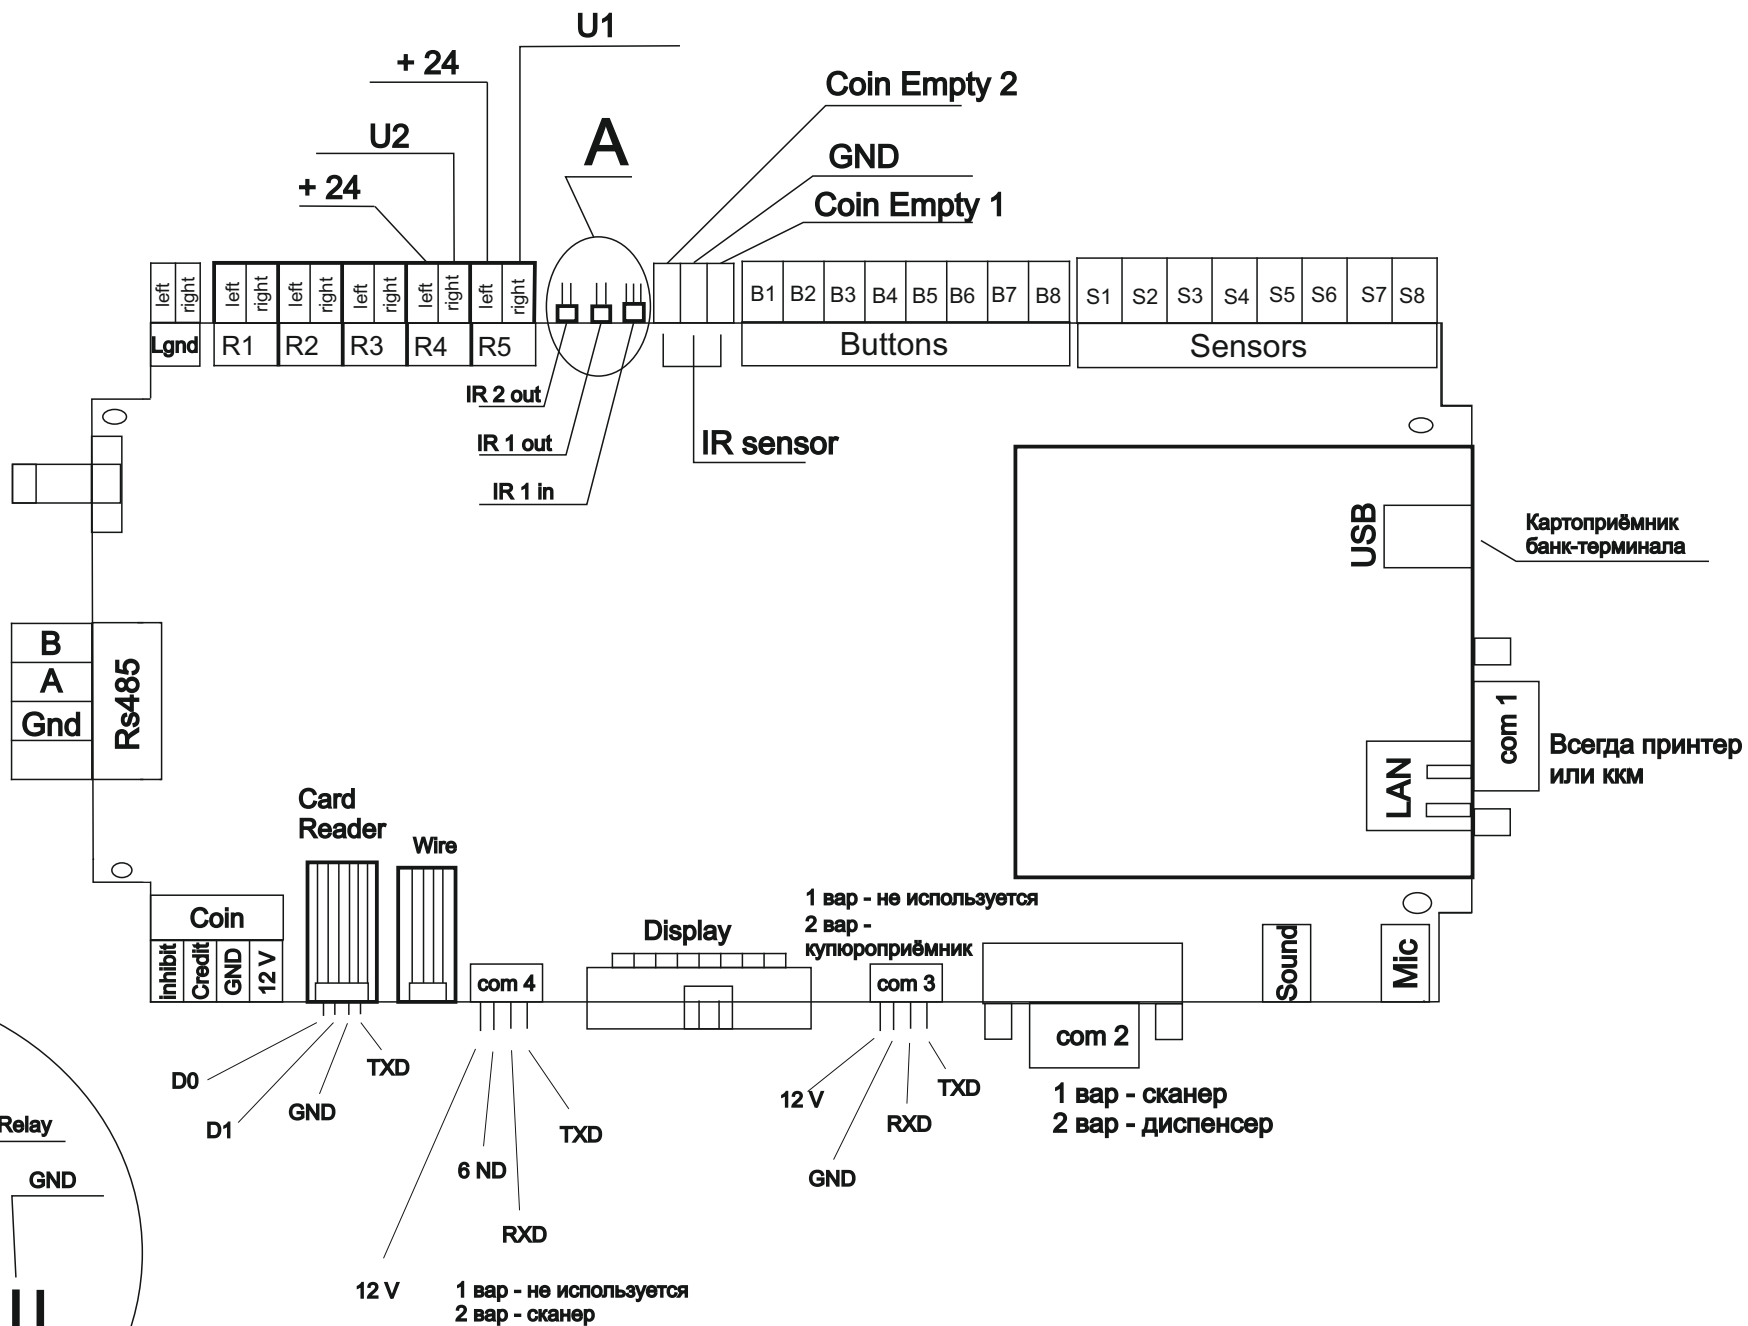 U1
+ 24
U2
+ 24
A
Coin Empty 2
GND
Coin Empty 1
left
right
left
right
left
right
left
right
left
right
left
right
B1 B2 B3 B4 B5 B6 B7 B8
S1 S2 S3 S4 S5 S6 S7 S8
Lgnd
R1 R2 R3 R4 R5
Buttons
Sensors
IR 2 out
IR 1 out
IR 1 in
IR sensor
USB
Картоприёмник
банк-терминала
B
A
Gnd
Rs485
com 1
LAN
Всегда принтер
или ккм
Card
Reader
Wire
Coin
inhibit
Credit
GND
12 V
com 4
Display
1 вар - не используется
2 вар -
купюроприёмник
com 3
com 2
Sound
Mic
D0
D1
GND
TXD
12 V
6 ND
RXD
TXD
12 V
GND
RXD
TXD
1 вар - сканер
2 вар - диспенсер
1 вар - не используется
2 вар - сканер
Relay
GND